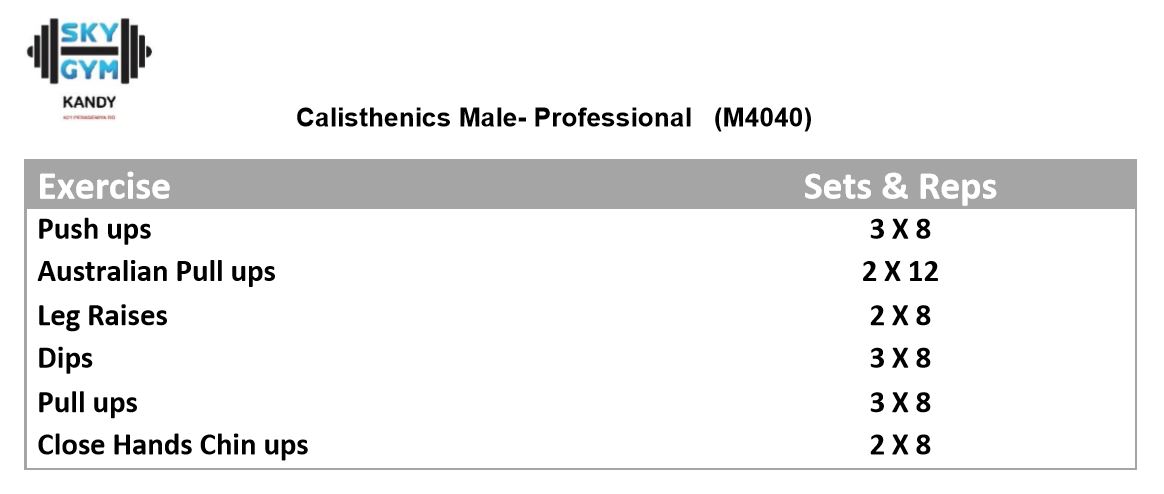 SKY
GYM
KANDY
Calisthenics Male- Professional (M4040)
Exercise Sets & Reps
Push ups 3 X 8
Australian Pull ups 2 X 12
Leg Raises 2 X 8
Dips 3 X 8
Pull ups 3 X 8
Close Hands Chin ups 2 X 8